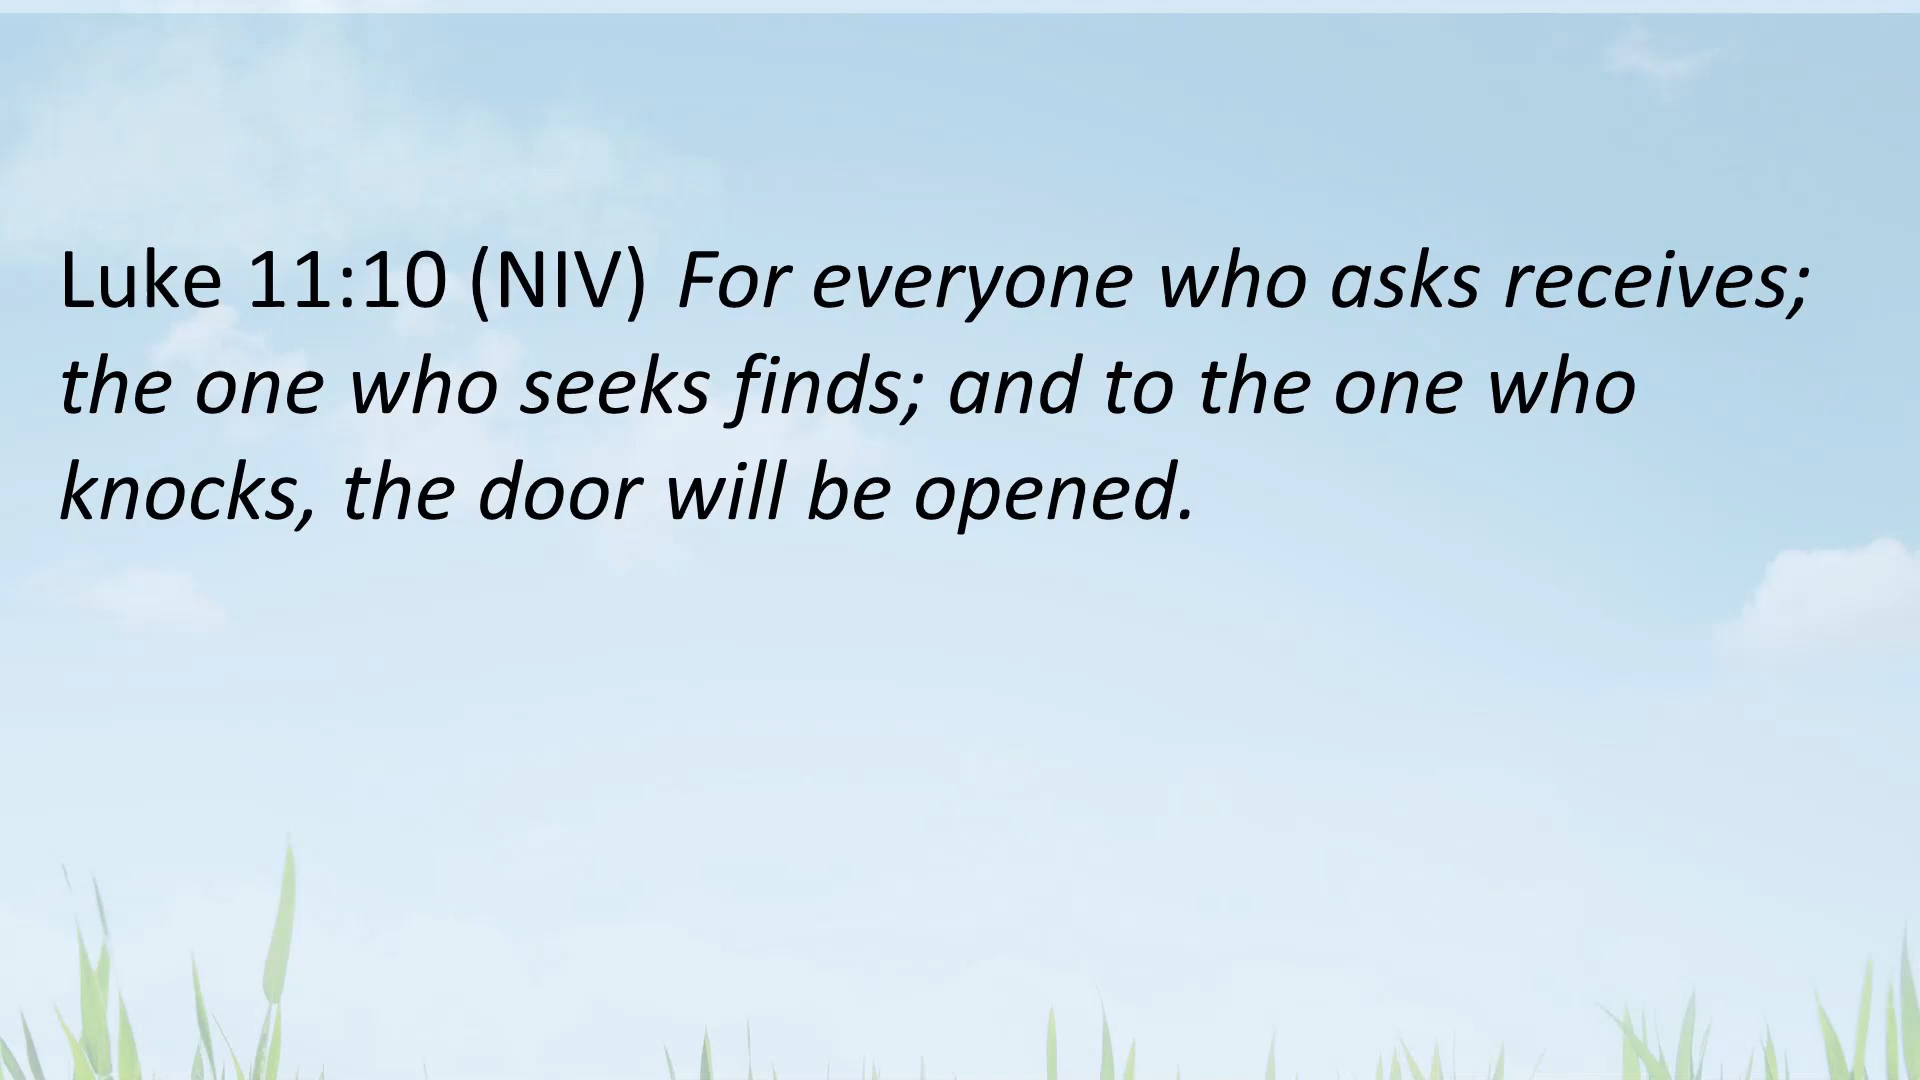 Luke 11:10 (NIV) For everyone who asks receives;
the one who seeks finds; and to the one who
knocks, the door will be opened.